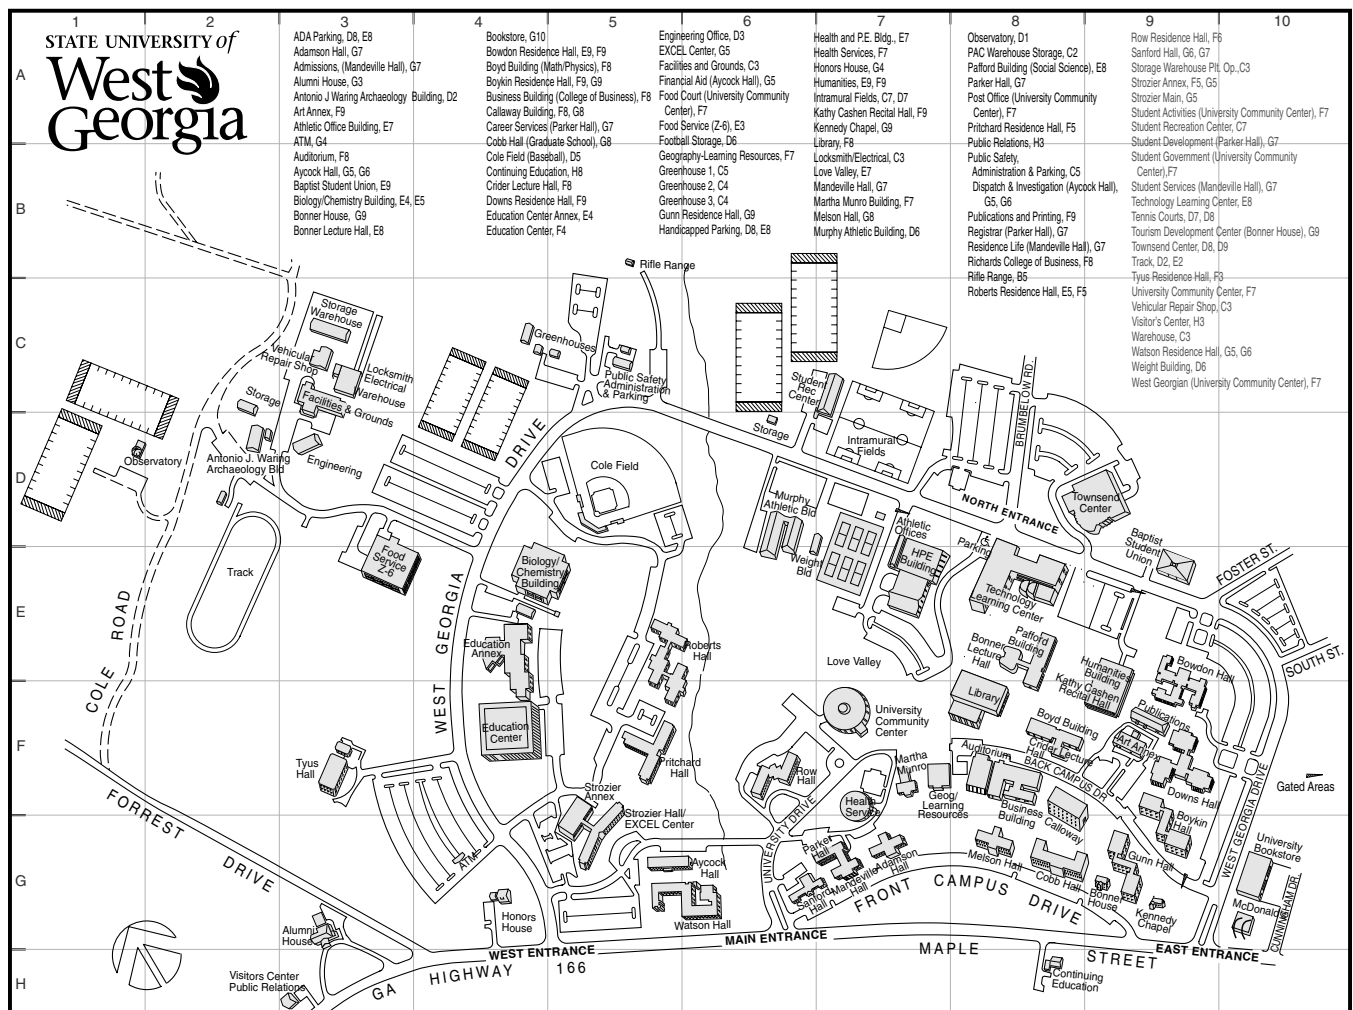 1 2 3 4 5 6 7 8 9 10
STATE UNIVERSITY of
West
Georgia
A
B
C
D
E
F
G
H
ADA Parking, D8, E8
Adamson Hall, G7
Admissions, (Mandeville Hall), G7
Alumni House, G3
Antonio J Waring Archaeology Building, D2
Art Annex, F9
Athletic Office Building, E7
ATM, G4
Auditorium, F8
Aycock Hall, G5, G6
Baptist Student Union, E9
Biology/Chemistry Building, E4, E5
Bonner House, G9
Bonner Lecture Hall, E8
Bookstore, G10
Bowdon Residence Hall, E9, F9
Boyd Building (Math/Physics), F8
Boykin Residence Hall, F9, G9
Business Building (College of Business), F8
Callaway Building, F8, G8
Career Services (Parker Hall), G7
Cobb Hall (Graduate School), G8
Cole Field (Baseball), D5
Continuing Education, H8
Crider Lecture Hall, F8
Downs Residence Hall, F9
Education Center Annex, E4
Education Center, F4
Engineering Office, D3
EXCEL Center, G5
Facilities and Grounds, C3
Financial Aid (Aycock Hall), G5
Food Court (University Community
Center), F7
Food Service (Z-6), E3
Football Storage, D6
Geography-Learning Resources, F7
Greenhouse 1, C5
Greenhouse 2, C4
Greenhouse 3, C4
Gunn Residence Hall, G9
Handicapped Parking, D8, E8
Health and P.E. Bldg., E7
Health Services, F7
Honors House, G4
Humanities, E9, F9
Intramural Fields, C7, D7
Kathy Cashen Recital Hall, F9
Kennedy Chapel, G9
Library, F8
Locksmith/Electrical, C3
Love Valley, E7
Mandeville Hall, G7
Martha Munro Building, F7
Melson Hall, G8
Murphy Athletic Building, D6
Observatory, D1
PAC Warehouse Storage, C2
Pafford Building (Social Science), E8
Parker Hall, G7
Post Office (University Community
Center), F7
Pritchard Residence Hall, F5
Public Relations, H3
Public Safety,
Administration & Parking, C5
Dispatch & Investigation (Aycock Hall),
G5, G6
Publications and Printing, F9
Registrar (Parker Hall), G7
Residence Life (Mandeville Hall), G7
Richards College of Business, F8
Rifle Range, B5
Roberts Residence Hall, E5, F5
Row Residence Hall, F6
Sanford Hall, G6, G7
Storage Warehouse Plt. Op.,C3
Strozier Annex, F5, G5
Strozier Main, G5
Student Activities (University Community Center), F7
Student Recreation Center, C7
Student Development (Parker Hall), G7
Student Government (University Community
Center),F7
Student Services (Mandeville Hall), G7
Technology Learning Center, E8
Tennis Courts, D7, D8
Tourism Development Center (Bonner House), G9
Townsend Center, D8, D9
Track, D2, E2
Tyus Residence Hall, F3
University Community Center, F7
Vehicular Repair Shop, C3
Visitor's Center, H3
Warehouse, C3
Watson Residence Hall, G5, G6
Weight Building, D6
West Georgian (University Community Center), F7
Rifle Range
Storage
Warehouse
Vehicular
Repair Shop
Locksmith
Electrical
Warehouse
Facilities & Grounds
Greenhouses
Public Safety
Administration
& Parking
Student
Rec
Center
Storage
Storage
Intramural
Fields
BRUMBELOW RD.
Observatory
Antonio J. Waring
Archaeology Bld
Engineering
DRIVE
Cole Field
Murphy
Athletic Bld
Weight
Bld
Athletic
Offices
HPE
Building
NORTH ENTRANCE
Parking
Townsend
Center
Baptist
Student
Union
FOSTER ST.
SOUTH ST.
Track
Food
Service
Z-6
Biology/
Chemistry
Building
Technology
Learning Center
COLE ROAD
WEST GEORGIA
Education
Annex
Roberts
Hall
Love Valley
Bonner
Lecture
Hall
Pafford
Building
Humanities
Building
Kathy Cashen
Recital Hall
Bowdon Hall
Library
Education
Center
University
Community
Center
Boyd Building
Crider Lecture
Hall
Publications
Art Annex
Auditorium
BACK CAMPUS DR
Tyus
Hall
Pritchard
Hall
Row
Hall
Martha
Munro
Geog/
Learning
Resources
Health
Service
Downs Hall
Gated Areas
WEST GEORGIA DRIVE
FORREST DRIVE
Strozier
Annex
Strozier Hall/
EXCEL Center
UNIVERSITY DRIVE
Business
Building
Calloway
Boykin
Hall
University
Bookstore
ATM
Aycock
Hall
Parker
Hall
Adamson
Hall
Mandeville
Hall
Sanford
Hall
Melson Hall
Cobb Hall
Gunn Hall
Bonner
House
Kennedy
Chapel
McDonald
CUNNINGHAM DR.
FRONT CAMPUS DRIVE
Honors
House
Watson Hall
Alumni
House
WEST ENTRANCE
MAIN ENTRANCE
EAST ENTRANCE
MAPLE STREET
GA HIGHWAY 166
Visitors Center
Public Relations
Continuing
Education